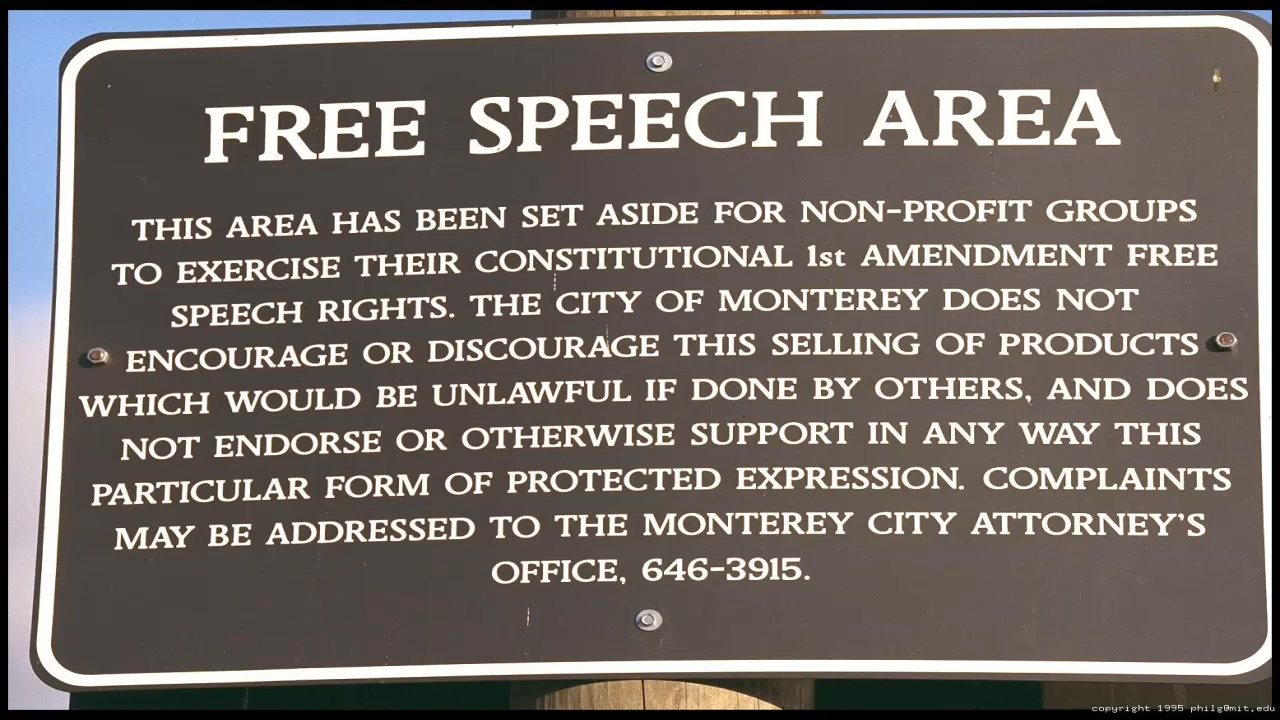 FREE SPEECH AREA
THIS AREA HAS BEEN SET ASIDE FOR NON-PROFIT GROUPS
TO EXERCISE THEIR CONSTITUTIONAL 1st AMENDMENT FREE
SPEECH RIGHTS. THE CITY OF MONTEREY DOES NOT
ENCOURAGE OR DISCOURAGE THIS SELLING OF PRODUCTS
WHICH WOULD BE UNLAWFUL IF DONE BY OTHERS, AND DOES
NOT ENDORSE OR OTHERWISE SUPPORT IN ANY WAY THIS
PARTICULAR FORM OF PROTECTED EXPRESSION. COMPLAINTS
MAY BE ADDRESSED TO THE MONTEREY CITY ATTORNEY'S
OFFICE, 646-3915.
copyright 1995 philg@mit.edu